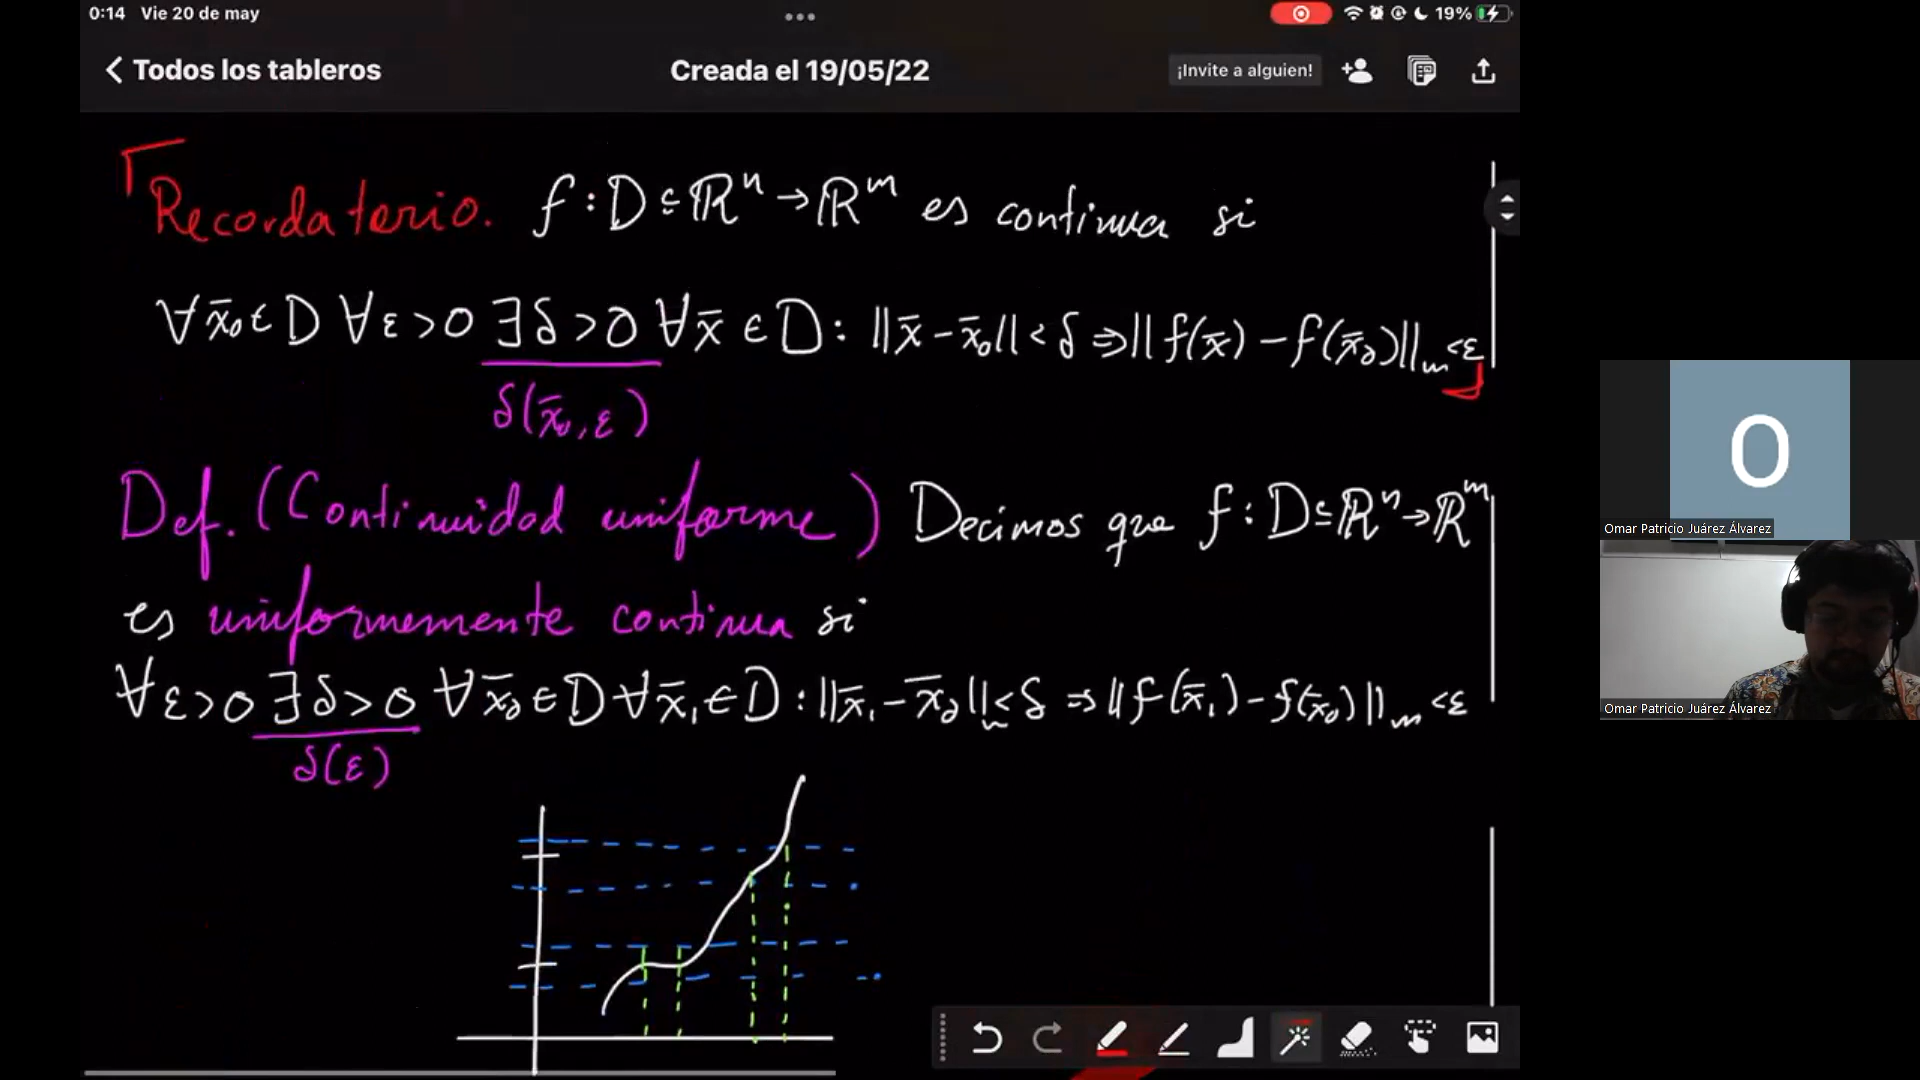 0:14 Vie 20 de may
19%
Todos los tableros
Creada el 19/05/22
¡Invite a alguien!
Recordatorio. f : D ⊆ ℝⁿ → ℝᵐ es continua si
∀ x̄₀ ∈ D ∀ ε > 0 ∃ δ > 0 ∀ x̄ ∈ D : ||x̄ - x̄₀|| < δ ⇒ || f(x̄) - f(x̄₀)||ₘ < ε
δ(x̄₀, ε)
Def. (Continuidad uniforme) Decimos que f : D ⊆ ℝⁿ → ℝᵐ
es uniformemente continua si
∀ ε > 0 ∃ δ > 0 ∀ x̄₀ ∈ D ∀ x̄₁ ∈ D : ||x̄₁ - x̄₀||ₙ < δ ⇒ || f(x̄₁) - f(x̄₀) ||ₘ < ε
δ(ε)
O
Omar Patricio Juárez Álvarez
Omar Patricio Juárez Álvarez